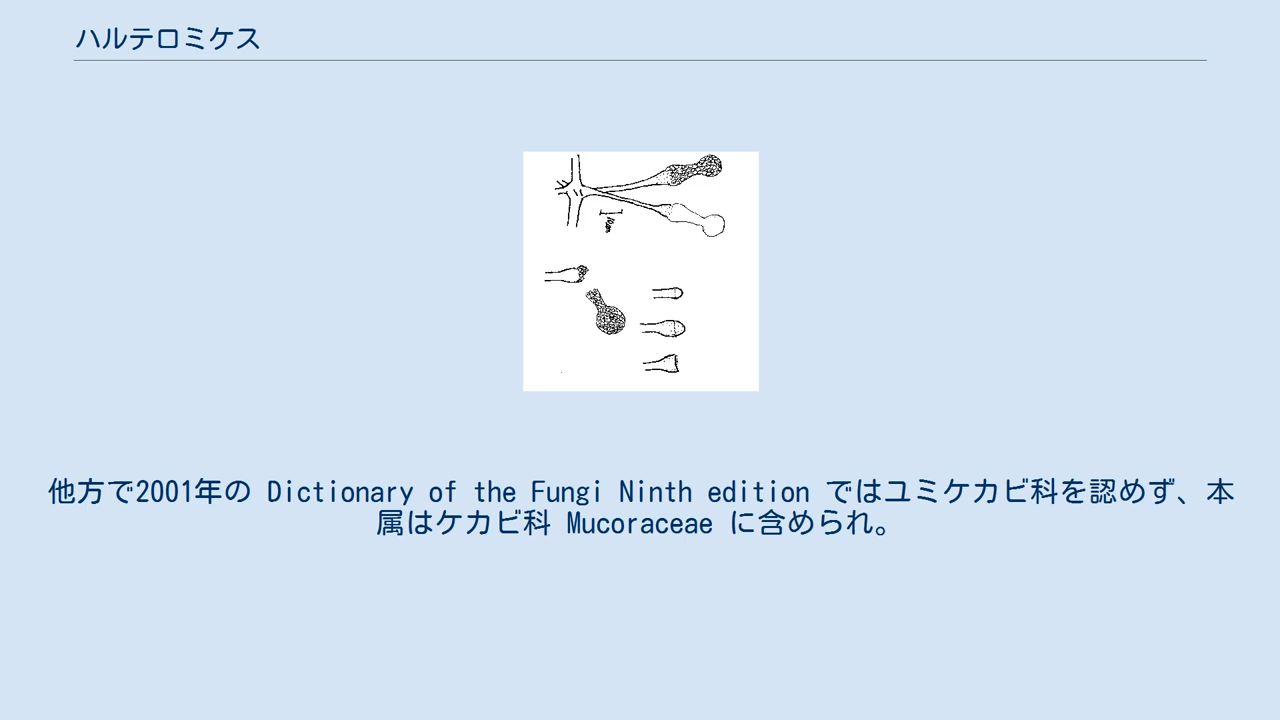 ハルテロミケス
他方で2001年の Dictionary of the Fungi Ninth edition ではユミケカビ科を認めず、本
属はケカビ科 Mucoraceae に含められ。